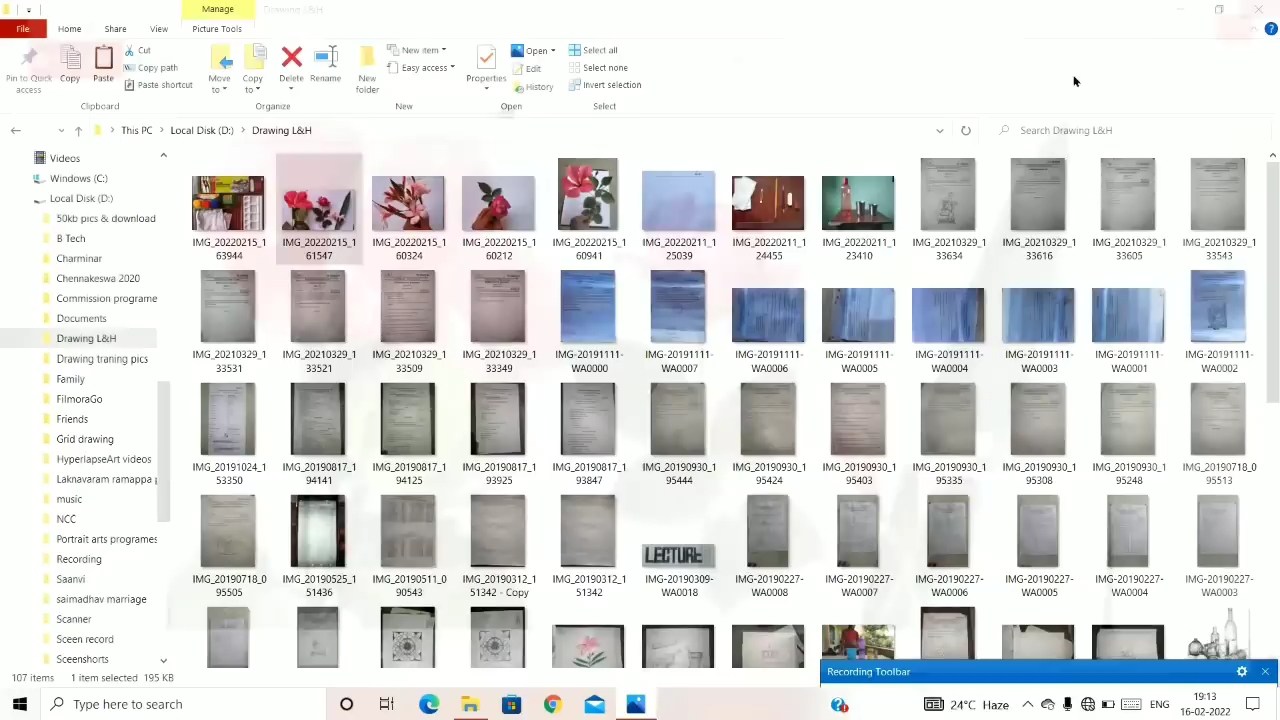 Manage
Drawing L&H
File
Home
Share
View
Picture Tools
Pin to Quick access
Copy
Paste
Cut
Copy path
Paste shortcut
Move to
Copy to
Delete
Rename
New folder
New item
Easy access
Properties
Open
Edit
History
Select all
Select none
Invert selection
Clipboard
Organize
New
Open
Select
This PC
Local Disk (D:)
Drawing L&H
Search Drawing L&H
Videos
Windows (C:)
Local Disk (D:)
50kb pics & download
B Tech
Charminar
Chennakeswa 2020
Commission programe
Documents
Drawing L&H
Drawing traning pics
Family
FilmoraGo
Friends
Grid drawing
HyperlapseArt videos
Laknavaram ramappa
music
NCC
Portrait arts programes
Recording
Saanvi
saimadhav marriage
Scanner
Sceen record
Sceenshorts
IMG_20220215_163944
IMG_20220215_161547
IMG_20220215_160324
IMG_20220215_160212
IMG_20220215_160941
IMG_20220211_125039
IMG_20220211_124455
IMG_20220211_123410
IMG_20210329_133634
IMG_20210329_133616
IMG_20210329_133605
IMG_20210329_133543
IMG_20210329_133531
IMG_20210329_133521
IMG_20210329_133509
IMG_20210329_133349
IMG-20191111-WA0000
IMG-20191111-WA0007
IMG-20191111-WA0006
IMG-20191111-WA0005
IMG-20191111-WA0004
IMG-20191111-WA0003
IMG-20191111-WA0001
IMG-20191111-WA0002
IMG_20191024_153350
IMG_20190817_194141
IMG_20190817_194125
IMG_20190817_193925
IMG_20190817_193847
IMG_20190930_195444
IMG_20190930_195424
IMG_20190930_195403
IMG_20190930_195335
IMG_20190930_195308
IMG_20190930_195248
IMG_20190718_095513
IMG_20190718_095505
IMG_20190525_151436
IMG_20190511_090543
IMG_20190312_151342 - Copy
IMG_20190312_151342
LECTURE
IMG-20190309-WA0018
IMG-20190227-WA0008
IMG-20190227-WA0007
IMG-20190227-WA0006
IMG-20190227-WA0005
IMG-20190227-WA0004
IMG-20190227-WA0003
Recording Toolbar
107 items
1 item selected 195 KB
Type here to search
24°C Haze
ENG
19:13
16-02-2022